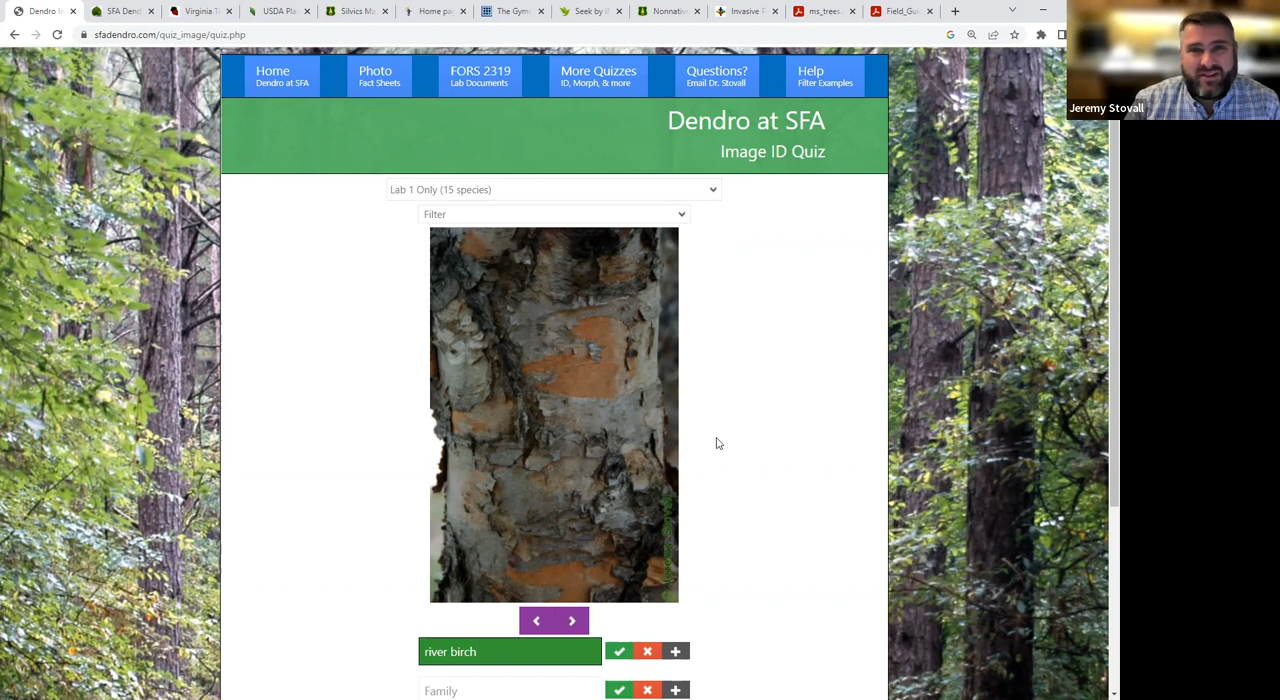 Dendro I
SFA Dend
Virginia Te
USDA Pla
Silvics Ma
Home pa
The Gym
Seek by iN
Nonnativ
Invasive P
ms_trees.
Field_Gui
sfadendro.com/quiz_image/quiz.php
Jeremy Stovall
Home
Dendro at SFA
Photo
Fact Sheets
FORS 2319
Lab Documents
More Quizzes
ID, Morph, & more
Questions?
Email Dr. Stovall
Help
Filter Examples
Dendro at SFA
Image ID Quiz
Lab 1 Only (15 species)
Filter
river birch
Family